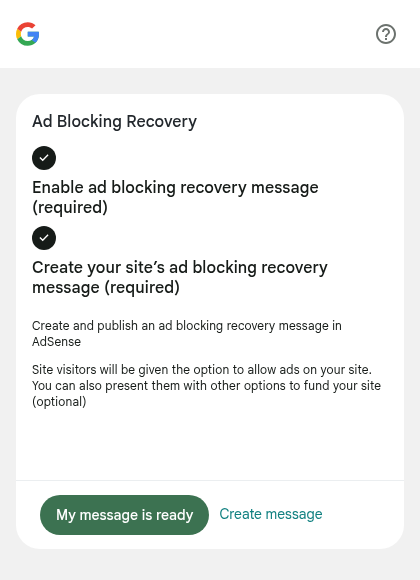 Ad Blocking Recovery
Enable ad blocking recovery message
(required)
Create your site’s ad blocking recovery
message (required)
Create and publish an ad blocking recovery message in
AdSense
Site visitors will be given the option to allow ads on your site.
You can also present them with other options to fund your site
(optional)
My message is ready
Create message